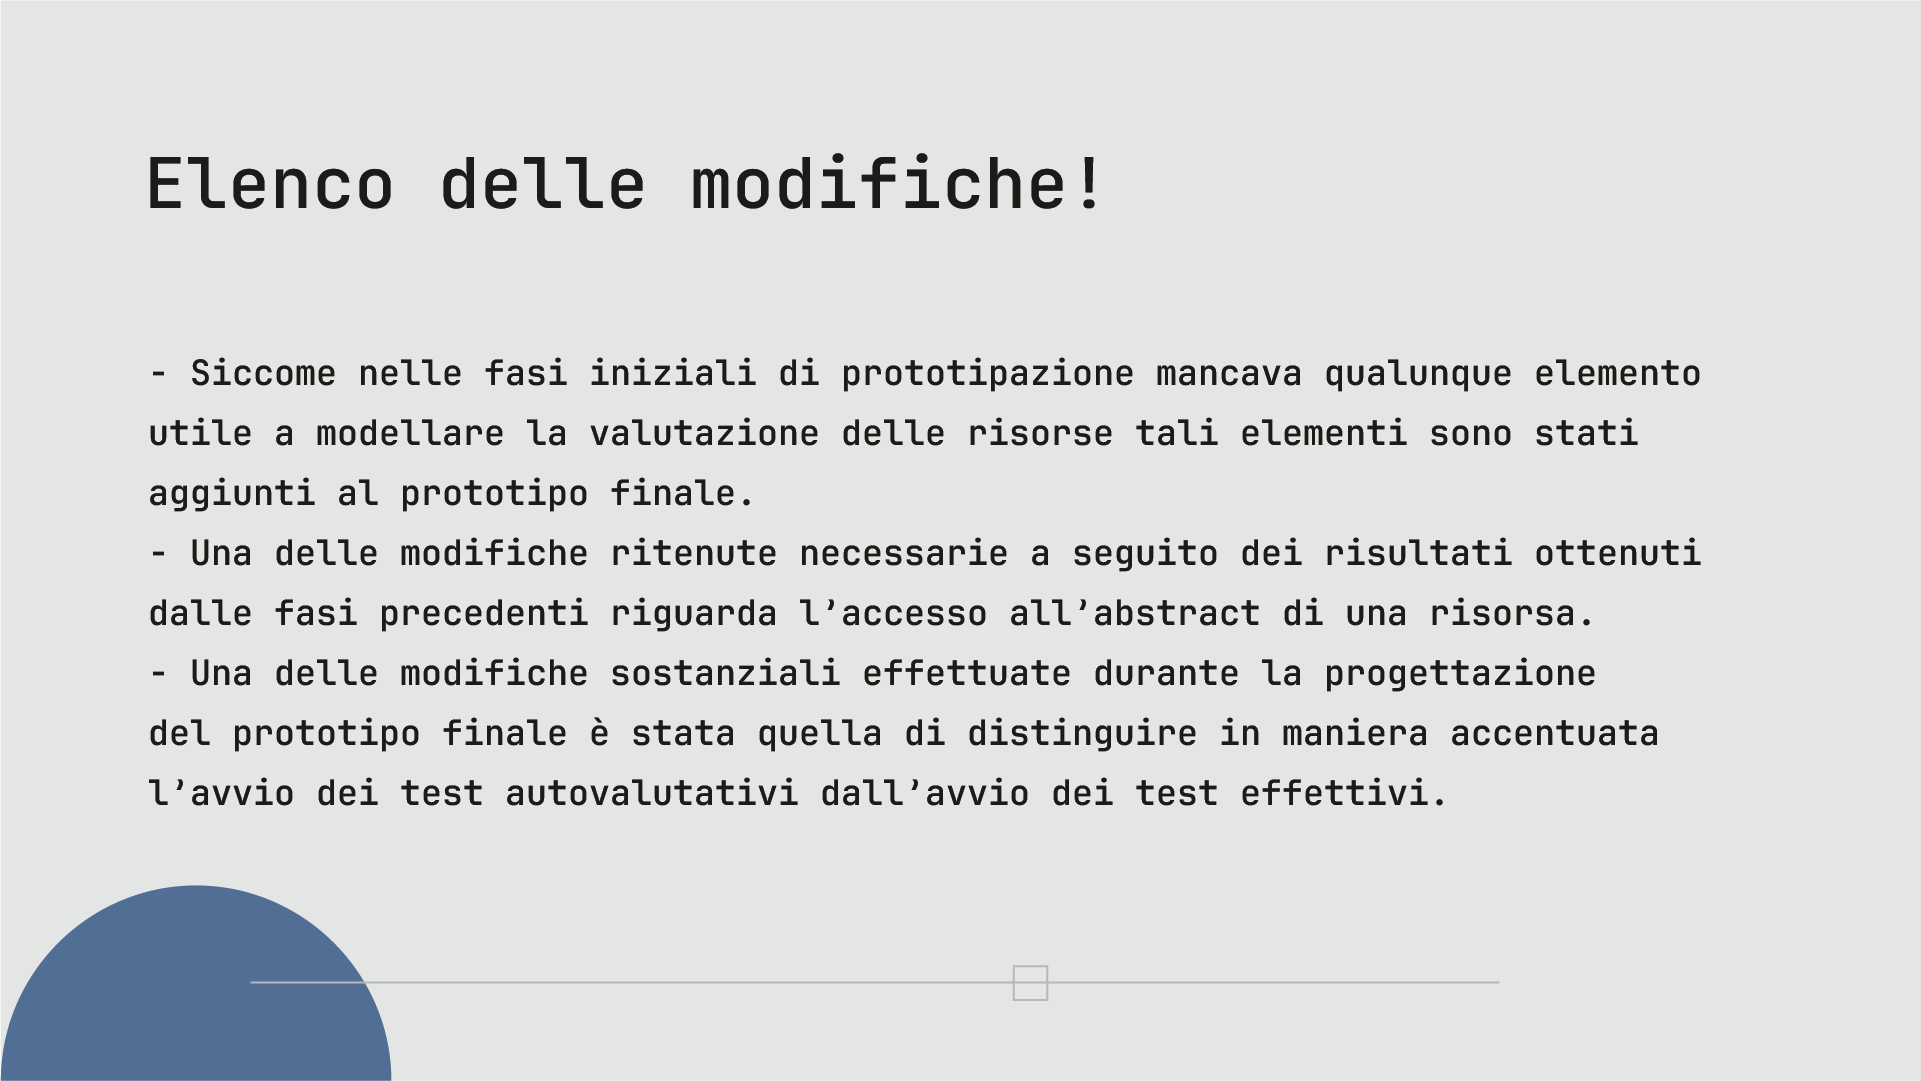 Elenco delle modifiche!
- Siccome nelle fasi iniziali di prototipazione mancava qualunque elemento
utile a modellare la valutazione delle risorse tali elementi sono stati
aggiunti al prototipo finale.
- Una delle modifiche ritenute necessarie a seguito dei risultati ottenuti
dalle fasi precedenti riguarda l’accesso all’abstract di una risorsa.
- Una delle modifiche sostanziali effettuate durante la progettazione
del prototipo finale è stata quella di distinguire in maniera accentuata
l’avvio dei test autovalutativi dall’avvio dei test effettivi.